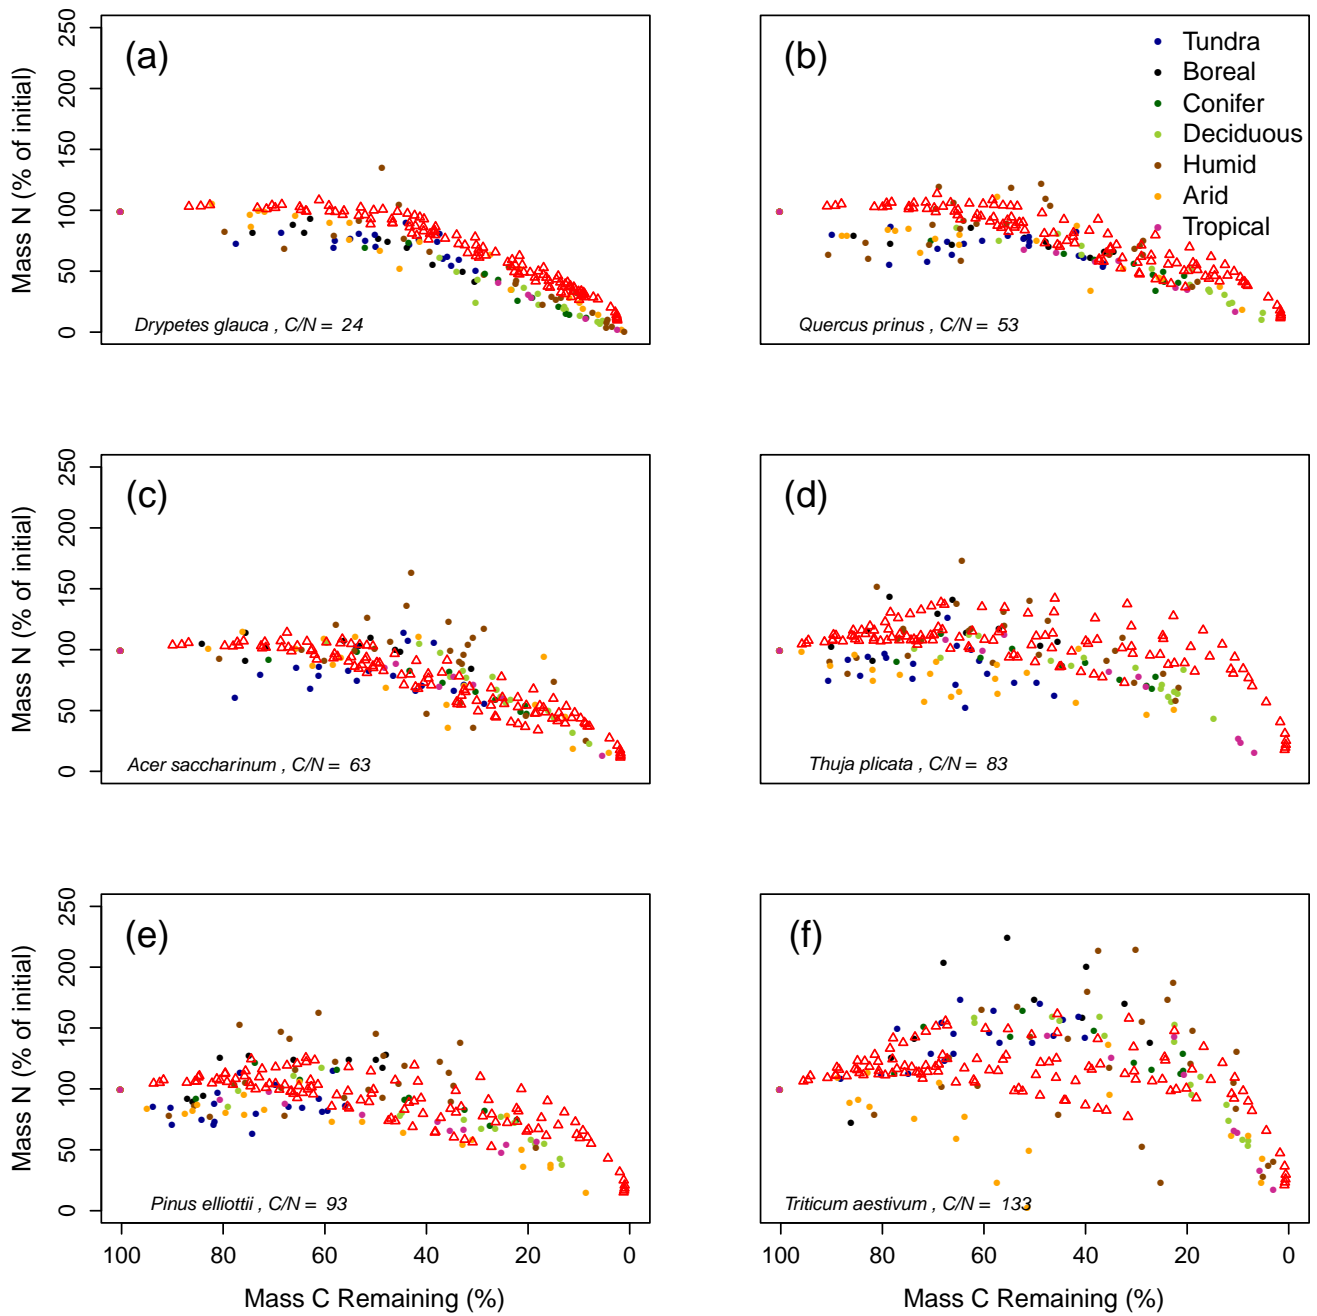 (a)
250
200
150
100
50
0
Mass N (% of initial)
Drypetes glauca , C/N = 24
(b)
Tundra
Boreal
Conifer
Deciduous
Humid
Arid
Tropical
Quercus prinus , C/N = 53
(c)
250
200
150
100
50
0
Mass N (% of initial)
Acer saccharinum , C/N = 63
(d)
Thuja plicata , C/N = 83
(e)
250
200
150
100
50
0
Mass N (% of initial)
Pinus elliottii , C/N = 93
100 80 60 40 20 0
Mass C Remaining (%)
(f)
Triticum aestivum , C/N = 133
100 80 60 40 20 0
Mass C Remaining (%)